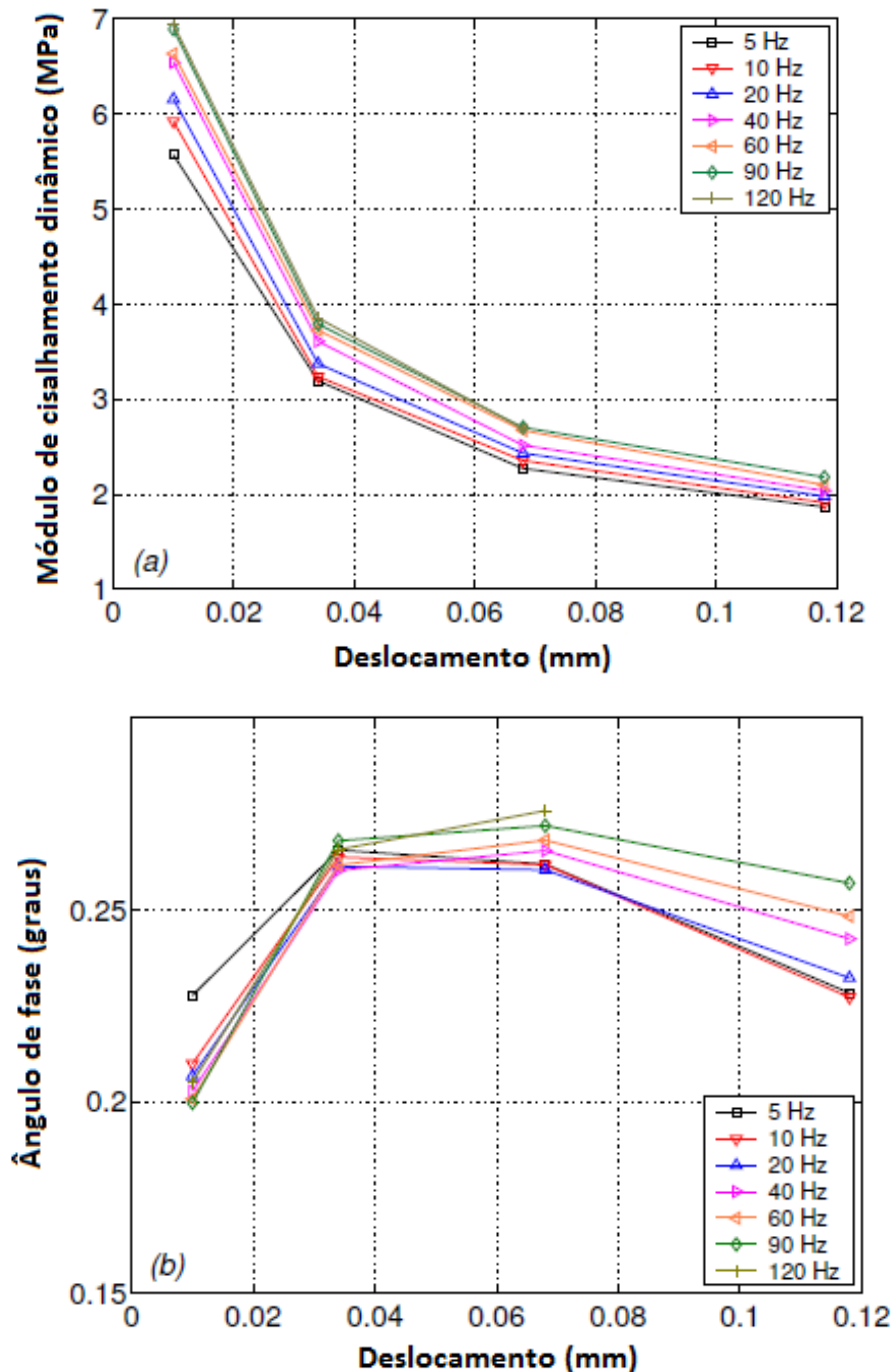 Módulo de cisalhamento dinâmico (MPa)
7
6
5
4
3
2
1
5 Hz
10 Hz
20 Hz
40 Hz
60 Hz
90 Hz
120 Hz
(a)
0 0.02 0.04 0.06 0.08 0.1 0.12
Deslocamento (mm)
Ângulo de fase (graus)
0.25
0.2
0.15
5 Hz
10 Hz
20 Hz
40 Hz
60 Hz
90 Hz
120 Hz
(b)
0 0.02 0.04 0.06 0.08 0.1 0.12
Deslocamento (mm)